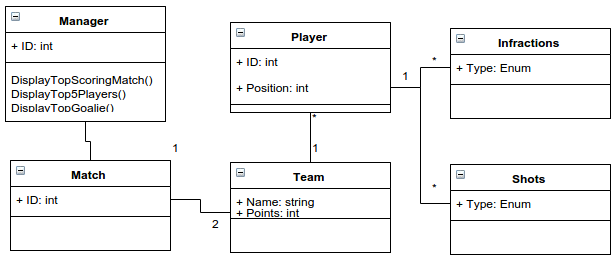 Manager
+ ID: int
DisplayTopScoringMatch()
DisplayTop5Players()
DisplayTopGoalie()
Player
+ ID: int
+ Position: int
Infractions
+ Type: Enum
1
*
*
*
1
1
2
Match
+ ID: int
Team
+ Name: string
+ Points: int
Shots
+ Type: Enum